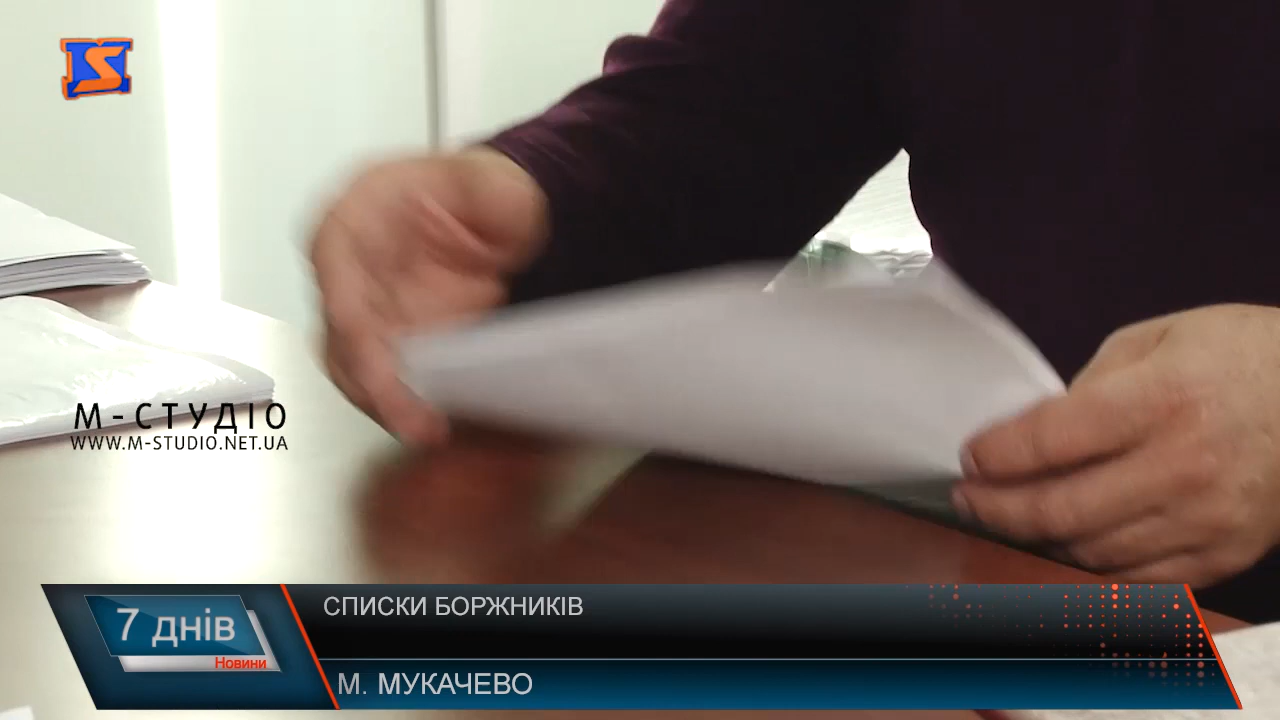 М-СТУДІО
WWW.M-STUDIO.NET.UA
7 днів
Новини
СПИСКИ БОРЖНИКІВ
М. МУКАЧЕВО